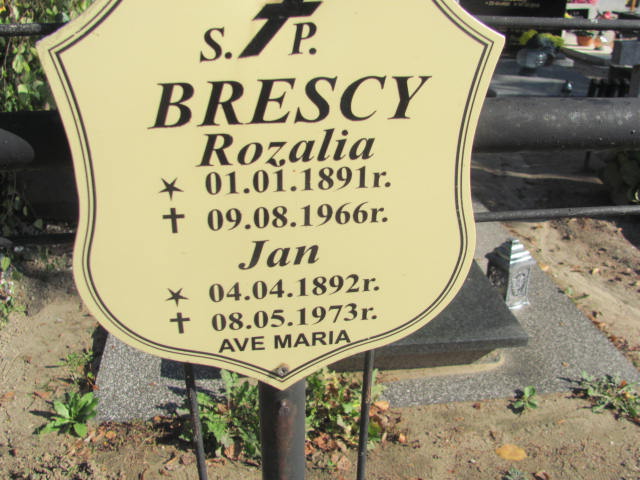 S. P.
BRESCY
Rozalia
01.01.1891r.
09.08.1966r.
Jan
04.04.1892r.
08.05.1973r.
AVE MARIA